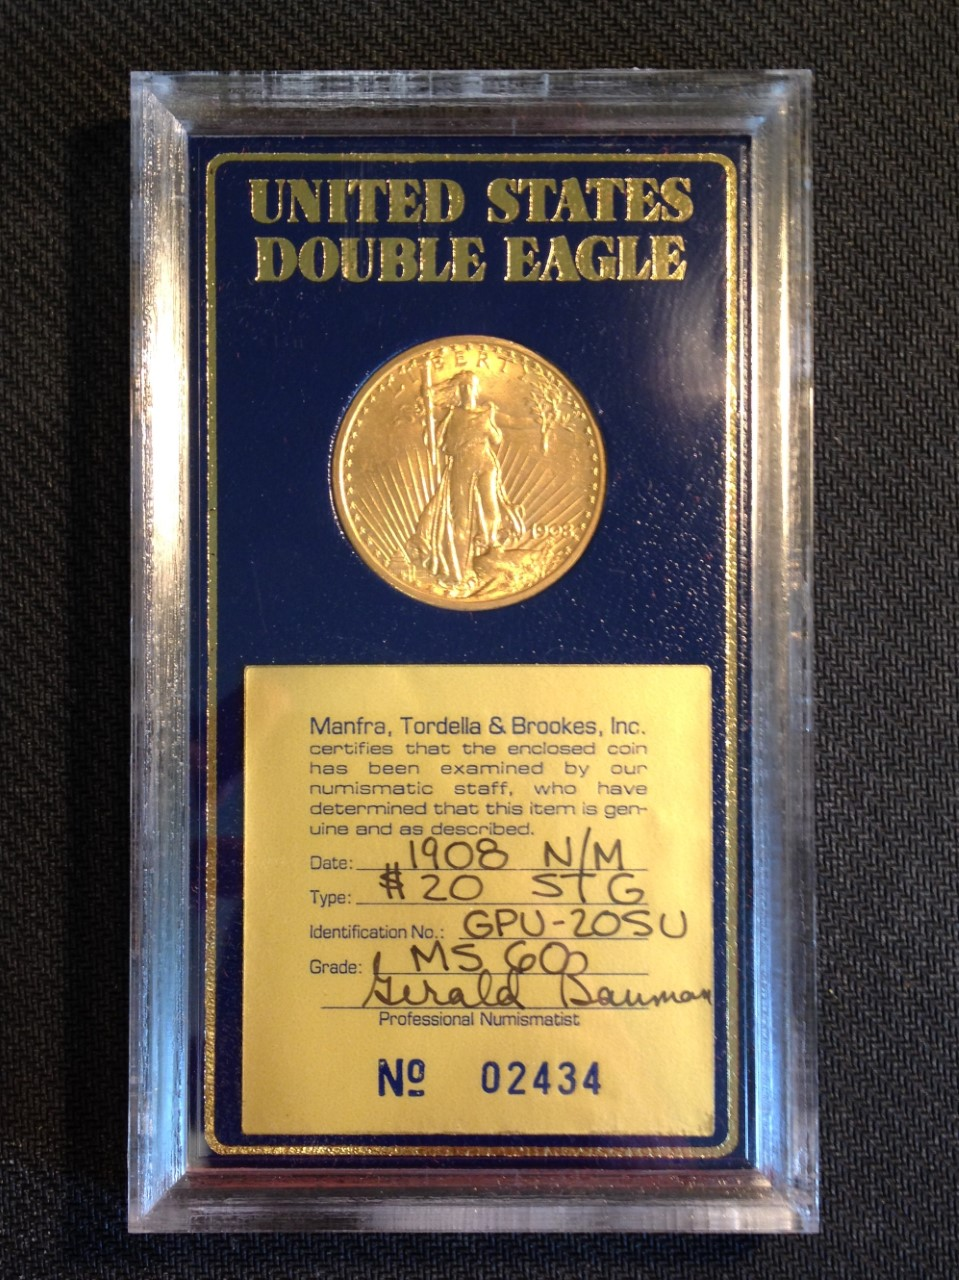 UNITED STATES
DOUBLE EAGLE
LIBERTY
1908
Manfra, Tordella & Brookes, Inc.
certifies that the enclosed coin
has been examined by our
numismatic staff, who have
determined that this item is gen-
uine and as described.
Date: 1908 N/M
Type: $20 STG
Identification No.: GPU-205U
Grade: MS 60
Gerald Bauman
Professional Numismatist
Nº 02434